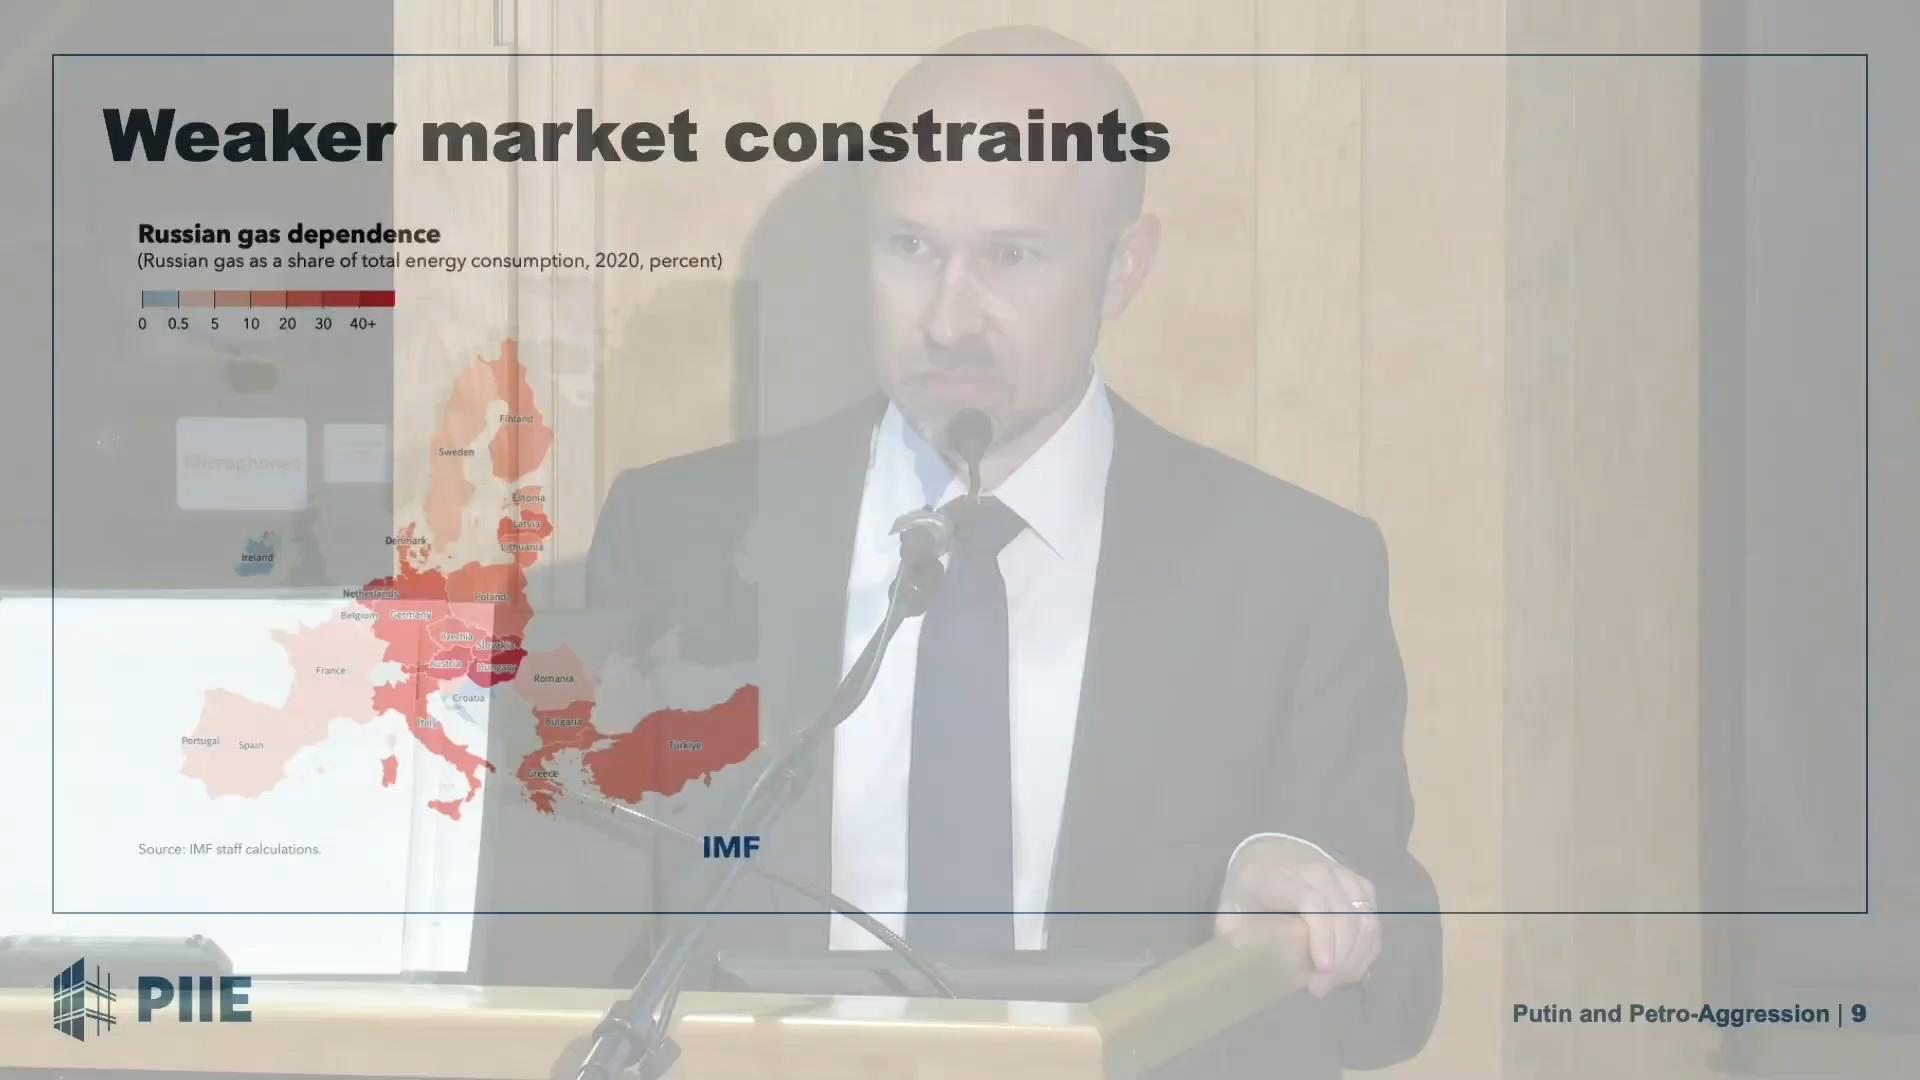 Weaker market constraints
Russian gas dependence
(Russian gas as a share of total energy consumption, 2020, percent)
0 0.5 5 10 20 30 40+
Microphones
Finland
Sweden
Estonia
Latvia
Lithuania
Denmark
Ireland
Netherlands
Poland
Belgium
Germany
Czechia
Slovakia
Austria
Hungary
France
Romania
Croatia
Italy
Bulgaria
Portugal
Spain
Türkiye
Greece
Source: IMF staff calculations.
IMF
PIIE
Putin and Petro-Aggression | 9